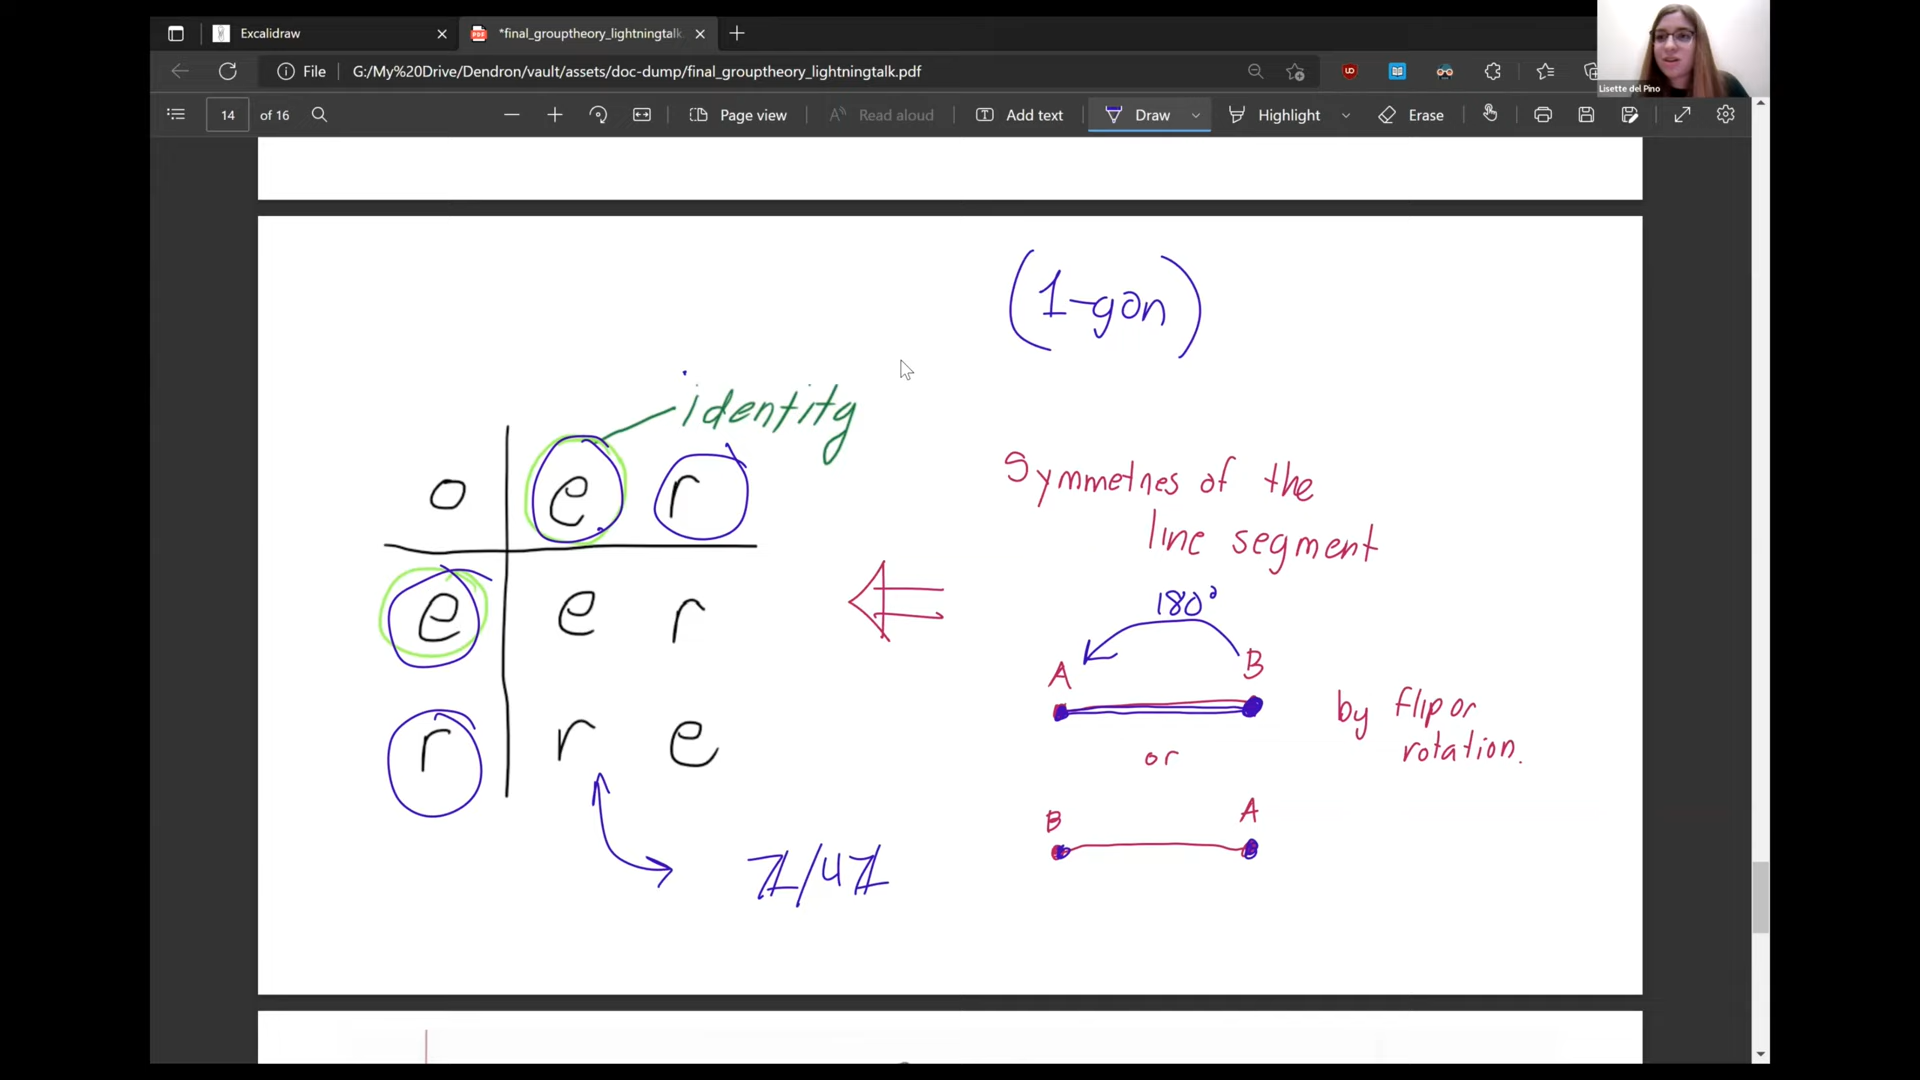 Excalidraw
*final_grouptheory_lightningtalk
File G:/My%20Drive/Dendron/vault/assets/doc-dump/final_grouptheory_lightningtalk.pdf
Lisette del Pino
14 of 16 Page view Read aloud Add text Draw Highlight Erase
(1-gon)
identity
o e r
e e r
r r e
Z/4Z
Symmetries of the
line segment
180°
A B
or
B A
by flip or
rotation.